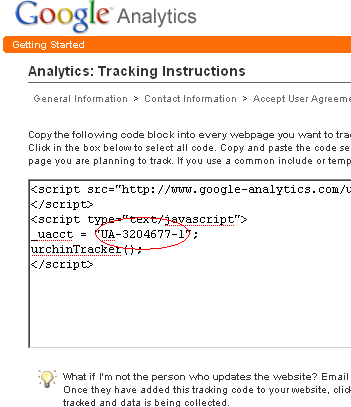 Google Analytics
Getting Started
Analytics: Tracking Instructions
General Information > Contact Information > Accept User Agreeme
Copy the following code block into every webpage you want to tra
Click in the box below to select all code. Copy and paste the code se
page you are planning to track. If you use a common include or temp
<script src="http://www.google-analytics.com/u
</script>
<script type="text/javascript">
_uacct = "UA-3204677-1";
urchinTracker();
</script>
What if I'm not the person who updates the website? Email
Once they have added this tracking code to your website, clic
tracked and data is being collected.